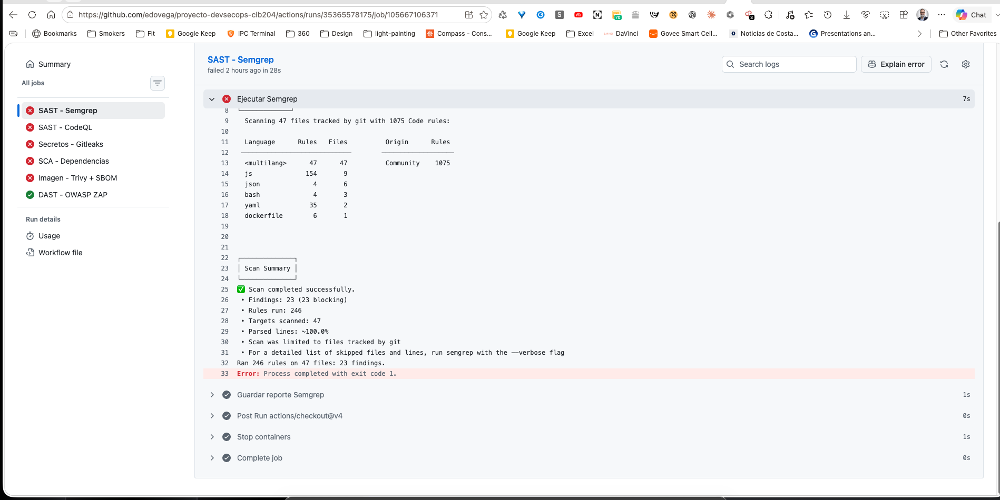 https://github.com/edovega/proyecto-devsecops-cib204/actions/runs/35365578175/job/105667106371
70
3
Chat
Bookmarks
Smokers
Fit
Google Keep
IPC Terminal
360
Design
light-painting
Compass - Cons...
Google Keep
Excel
DaVinci
Govee Smart Ceil...
Noticias de Costa...
Presentations an...
Other Favorites
Summary
All jobs
SAST - Semgrep
SAST - CodeQL
Secretos - Gitleaks
SCA - Dependencias
Imagen - Trivy + SBOM
DAST - OWASP ZAP
Run details
Usage
Workflow file
SAST - Semgrep
failed 2 hours ago in 28s
Search logs
Explain error
Ejecutar Semgrep 7s
8
9 Scanning 47 files tracked by git with 1075 Code rules:
10
11 Language Rules Files Origin Rules
12
13 <multilang> 47 47 Community 1075
14 js 154 9
15 json 4 6
16 bash 4 3
17 yaml 35 2
18 dockerfile 6 1
19
20
21
22
23 Scan Summary
24
25 ✅ Scan completed successfully.
26 • Findings: 23 (23 blocking)
27 • Rules run: 246
28 • Targets scanned: 47
29 • Parsed lines: ~100.0%
30 • Scan was limited to files tracked by git
31 • For a detailed list of skipped files and lines, run semgrep with the --verbose flag
32 Ran 246 rules on 47 files: 23 findings.
33 Error: Process completed with exit code 1.
Guardar reporte Semgrep 1s
Post Run actions/checkout@v4 0s
Stop containers 1s
Complete job 0s